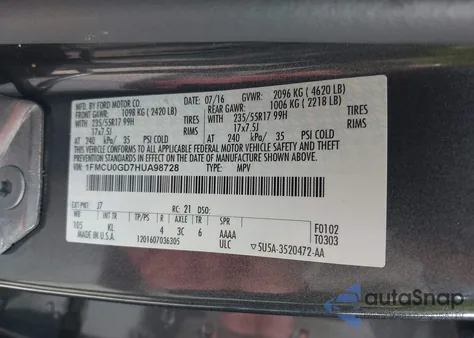 MFD. BY FORD MOTOR CO.
DATE: 07/16 GVWR: 2096 KG ( 4620 LB)
FRONT GAWR: 1098 KG ( 2420 LB) REAR GAWR: 1006 KG ( 2218 LB)
WITH 235/55R17 99H TIRES WITH 235/55R17 99H TIRES
17x7.5J RIMS 17x7.5J RIMS
AT 240 kPa/ 35 PSI COLD AT 240 kPa/ 35 PSI COLD
THIS VEHICLE CONFORMS TO ALL APPLICABLE FEDERAL MOTOR VEHICLE SAFETY AND THEFT PREVENTION STANDARDS IN EFFECT ON THE DATE OF MANUFACTURE SHOWN ABOVE.
VIN: 1FMCU0GD7HUA98728 TYPE: MPV
EXT PNT: J7 RC: 21 DSO: F0102
WB INT TR TP/PS R AXLE TR SPR T0303
105 KL 4 3C 6 AAAA
MADE IN U.S.A. 1201607036305 ULC 5U5A-3520472-AA
autoSnap